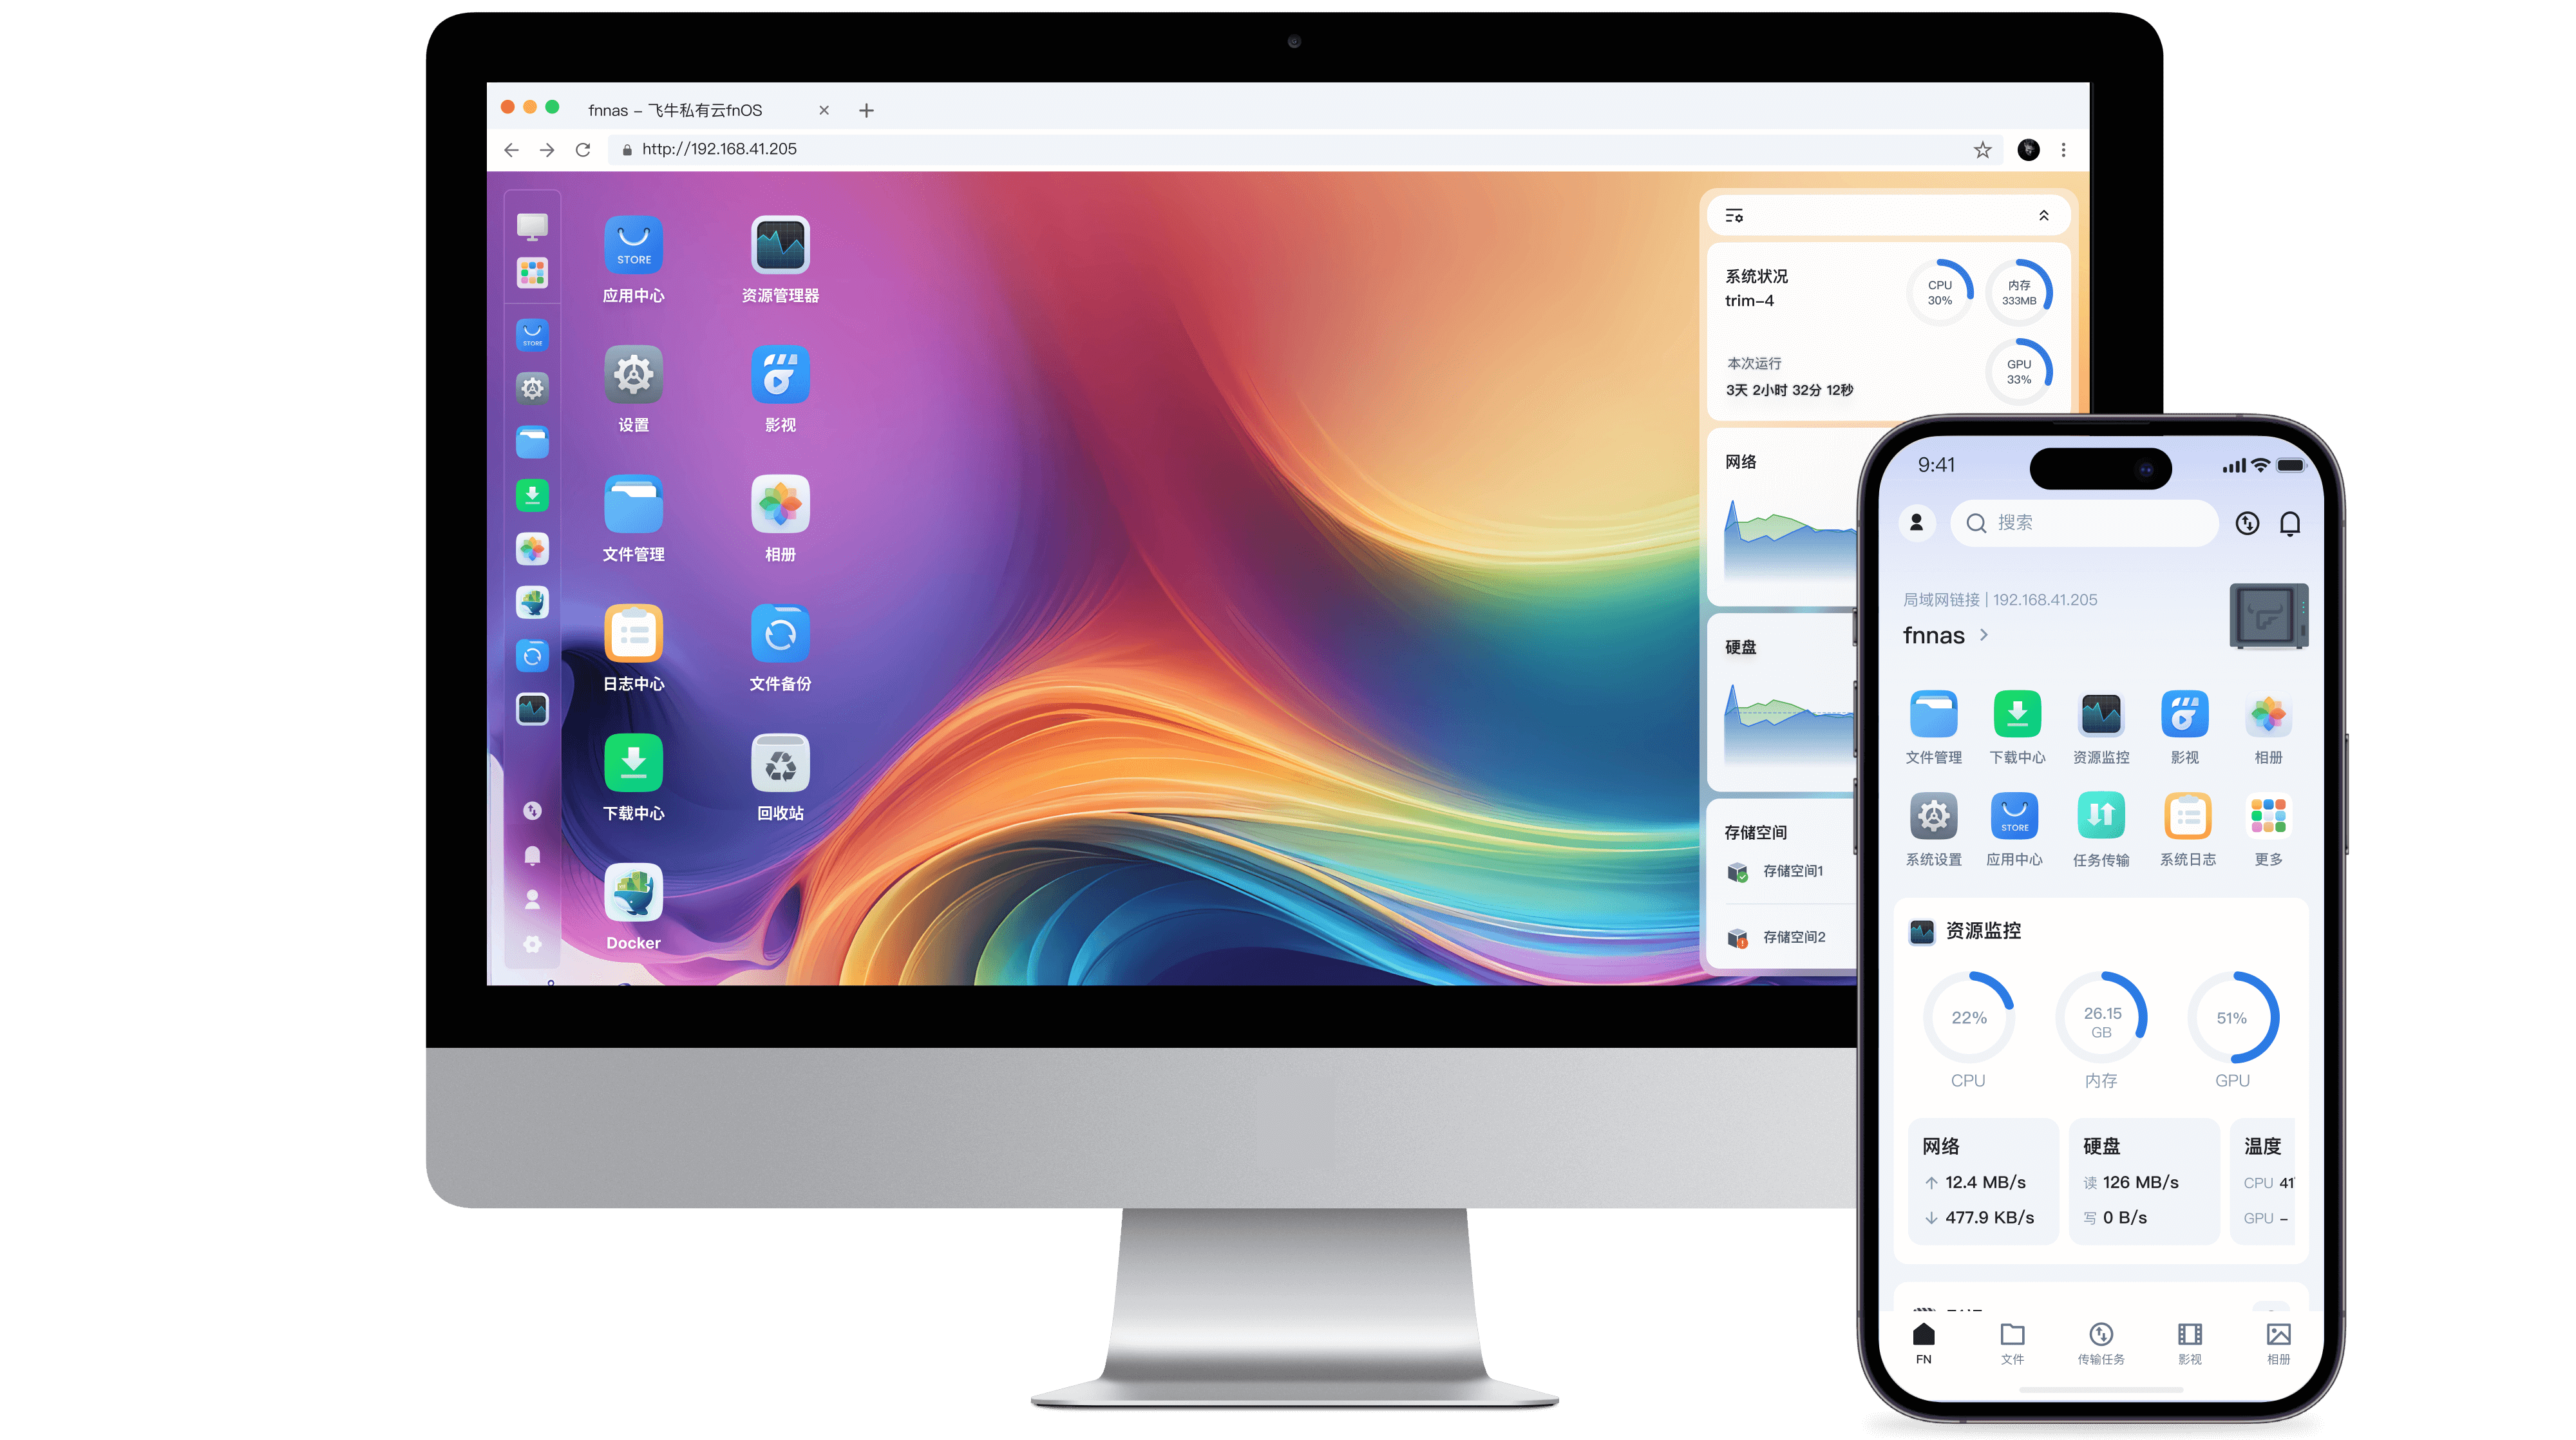 fnnas – 飞牛私有云fnOS
http://192.168.41.205
STORE
应用中心
资源管理器
设置
影视
文件管理
相册
日志中心
文件备份
下载中心
回收站
Docker
STORE
系统状况
trim-4
CPU
30%
内存
333MB
本次运行
3天 2小时 32分 12秒
GPU
33%
网络
硬盘
存储空间
存储空间1
存储空间2
9:41
搜索
局域网链接 | 192.168.41.205
fnnas
文件管理
下载中心
资源监控
影视
相册
STORE
系统设置
应用中心
任务传输
系统日志
更多
资源监控
22%
26.15
GB
51%
CPU
内存
GPU
网络
12.4 MB/s
477.9 KB/s
硬盘
读 126 MB/s
写 0 B/s
温度
CPU 41
GPU –
FN
文件
传输任务
影视
相册